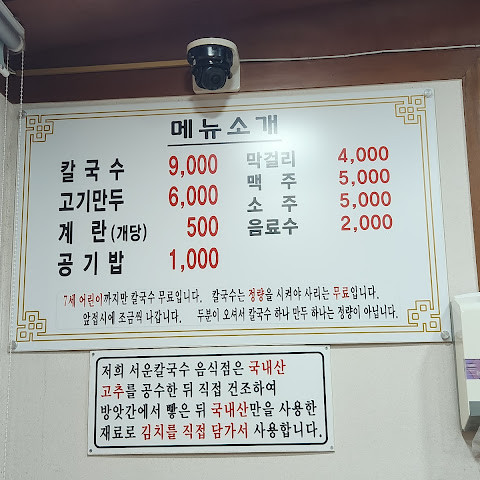 메뉴소개
칼국수 9,000
고기만두 6,000
계란(개당) 500
공기밥 1,000
막걸리 4,000
맥주 5,000
소주 5,000
음료수 2,000
7세 어린이까지만 칼국수 무료입니다. 칼국수는 정량을 시켜야 사리는 무료입니다.
앞접시에 조금씩 나갑니다. 두분이 오셔서 칼국수 하나 만두 하나는 정량이 아닙니다.
저희 서운칼국수 음식점은 국내산
고추를 공수한 뒤 직접 건조하여
방앗간에서 빻은 뒤 국내산만을 사용한
재료로 김치를 직접 담가서 사용합니다.